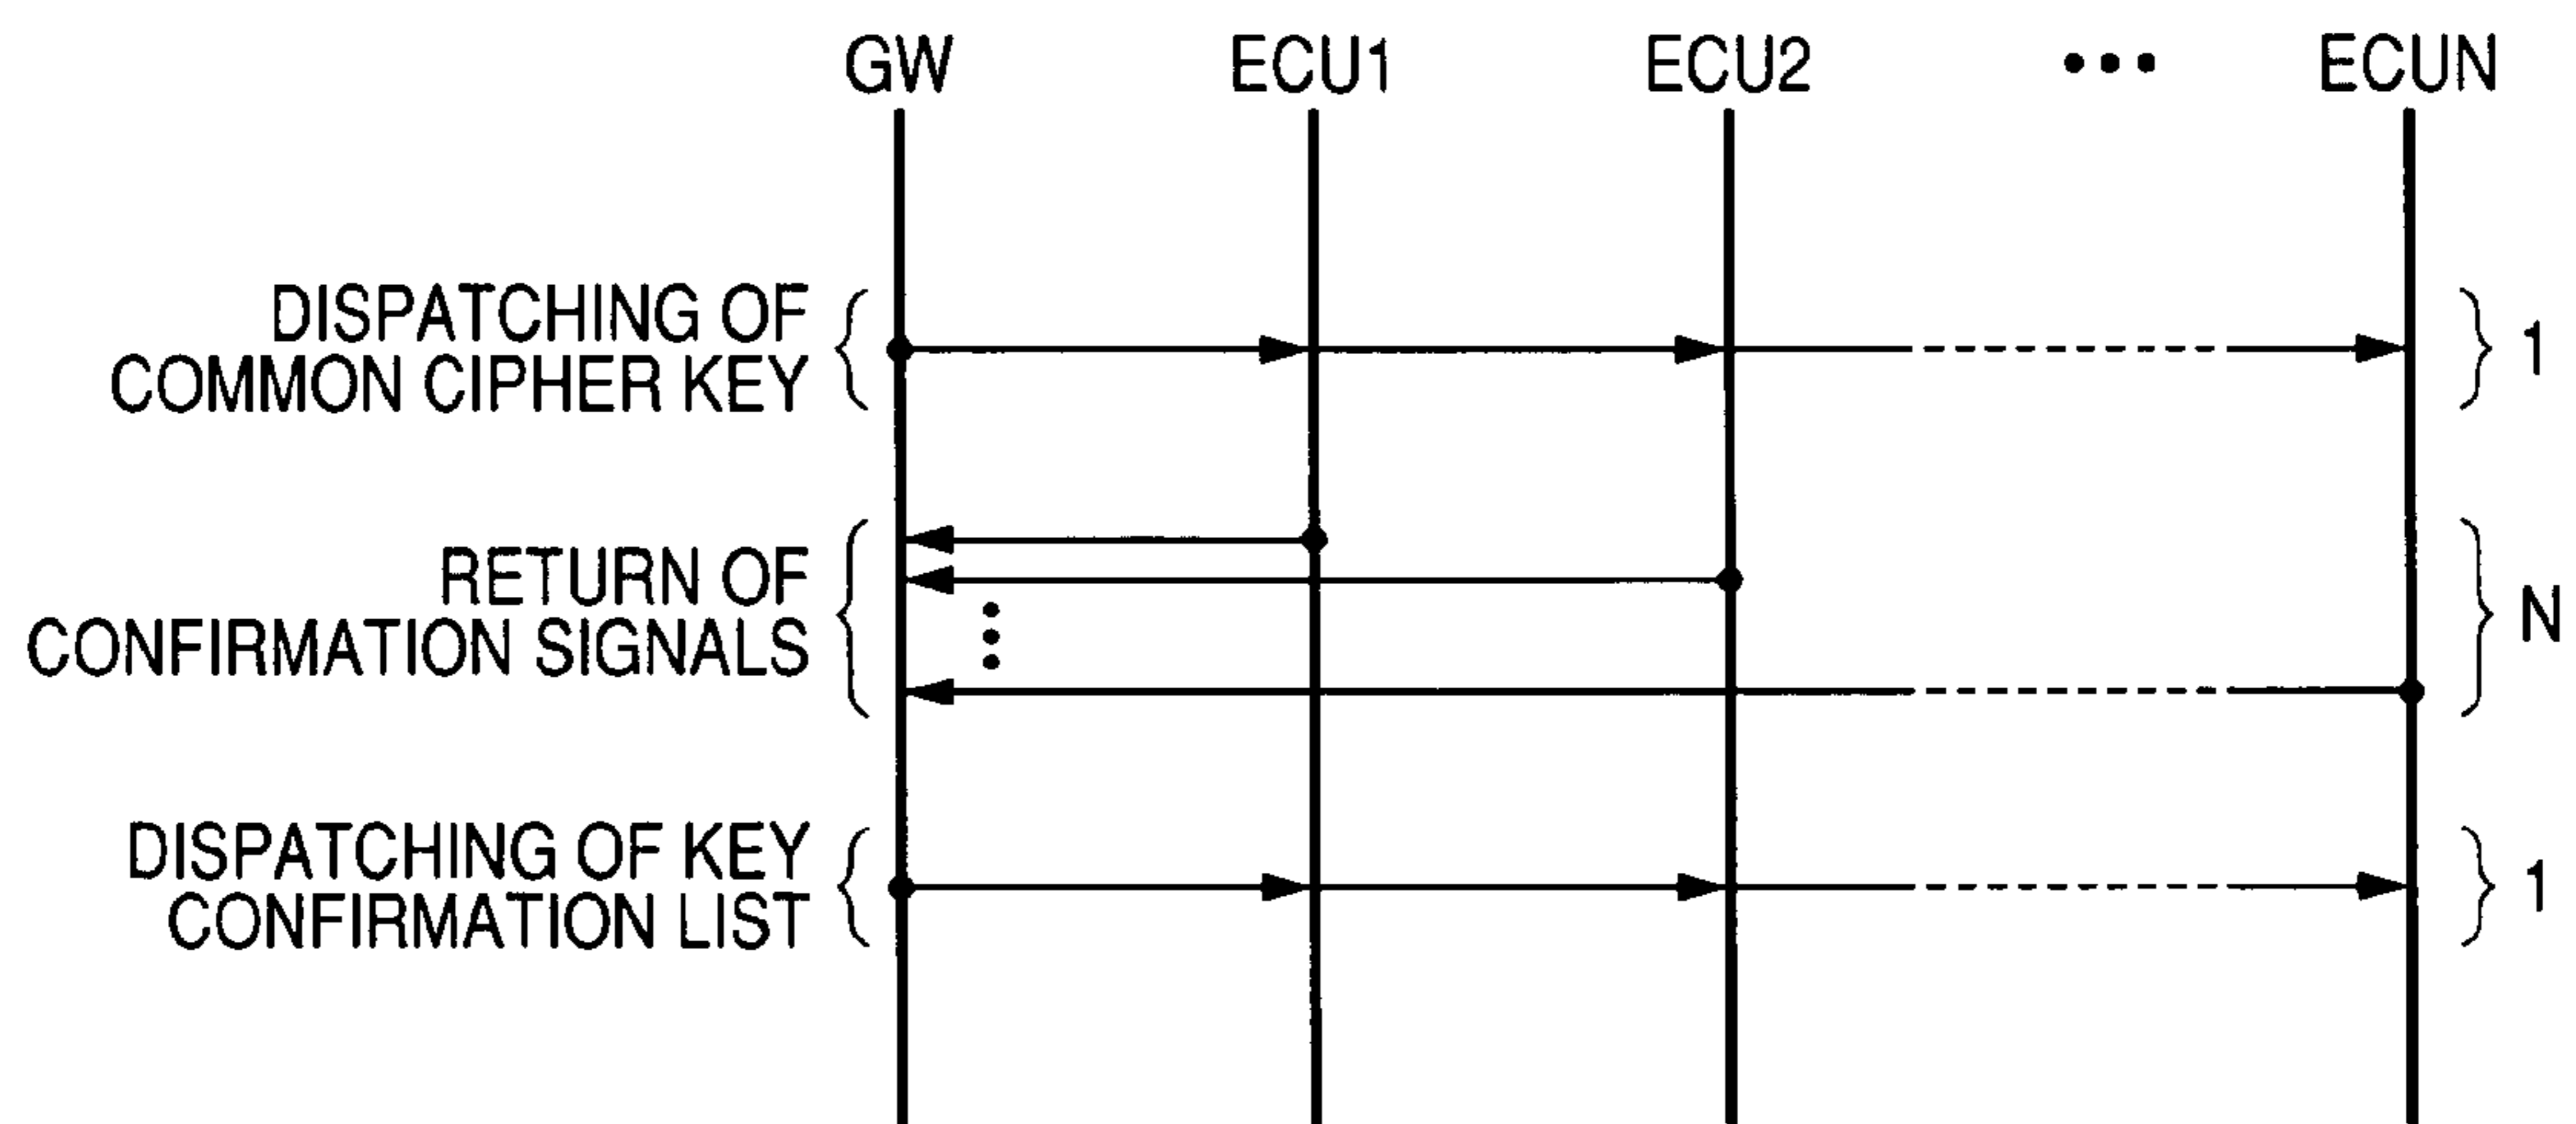 GW ECU1 ECU2 ••• ECUN
DISPATCHING OF
COMMON CIPHER KEY
1
RETURN OF
CONFIRMATION SIGNALS
N
DISPATCHING OF KEY
CONFIRMATION LIST
1